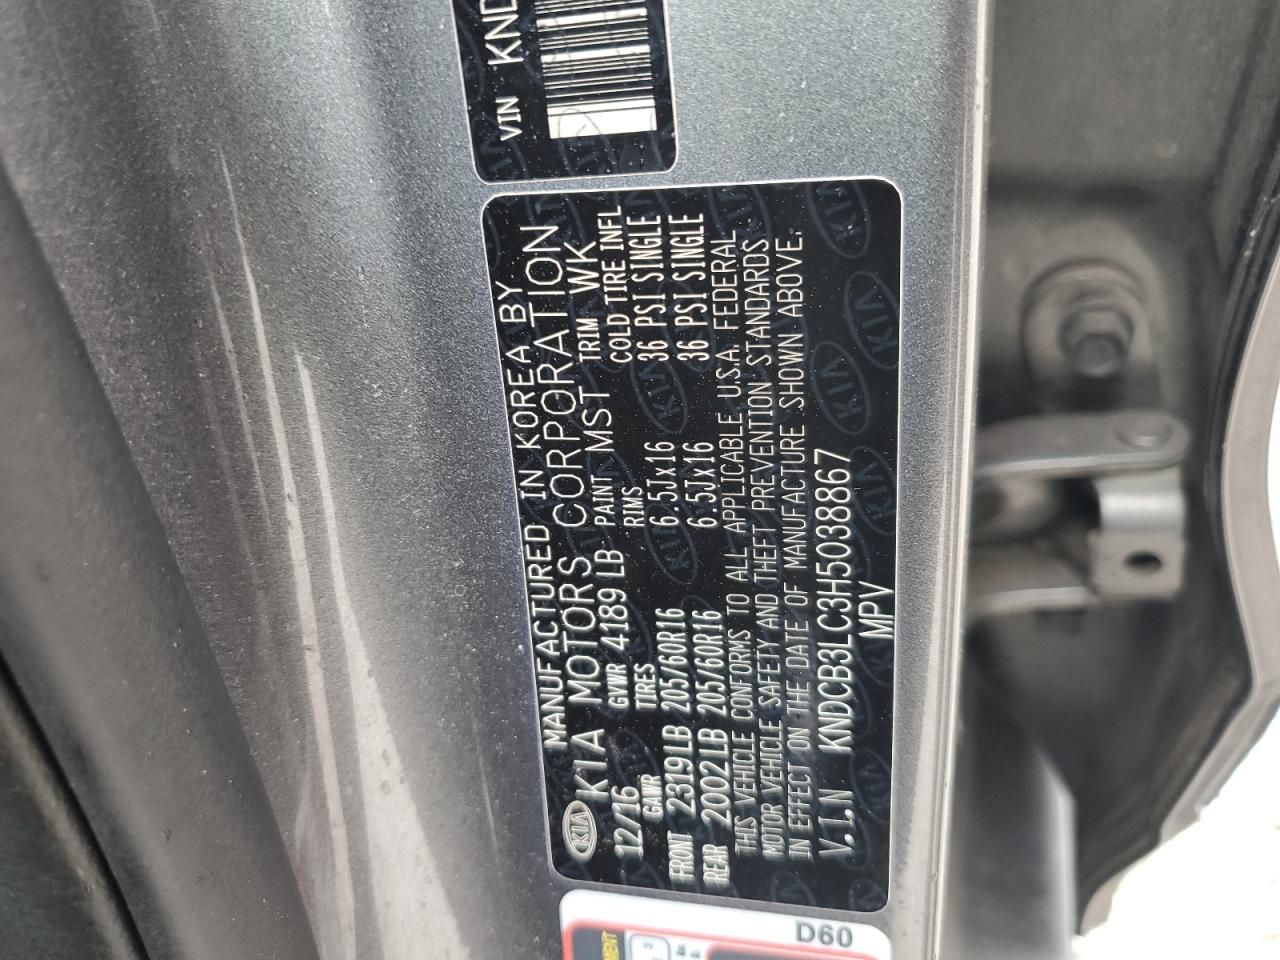 VIN KND
KIA
MANUFACTURED IN KOREA BY
KIA MOTORS CORPORATION
12/16 GVWR 4189 LB PAINT MST TRIM WK
GAWR TIRES RIMS COLD TIRE INFL
FRONT 2319LB 205/60R16 6.5Jx16 36 PSI SINGLE
REAR 2002LB 205/60R16 6.5Jx16 36 PSI SINGLE
THIS VEHICLE CONFORMS TO ALL APPLICABLE U.S.A. FEDERAL
MOTOR VEHICLE SAFETY AND THEFT PREVENTION STANDARDS
IN EFFECT ON THE DATE OF MANUFACTURE SHOWN ABOVE.
V.I.N KNDCB3LC3H5038867
MPV
D60